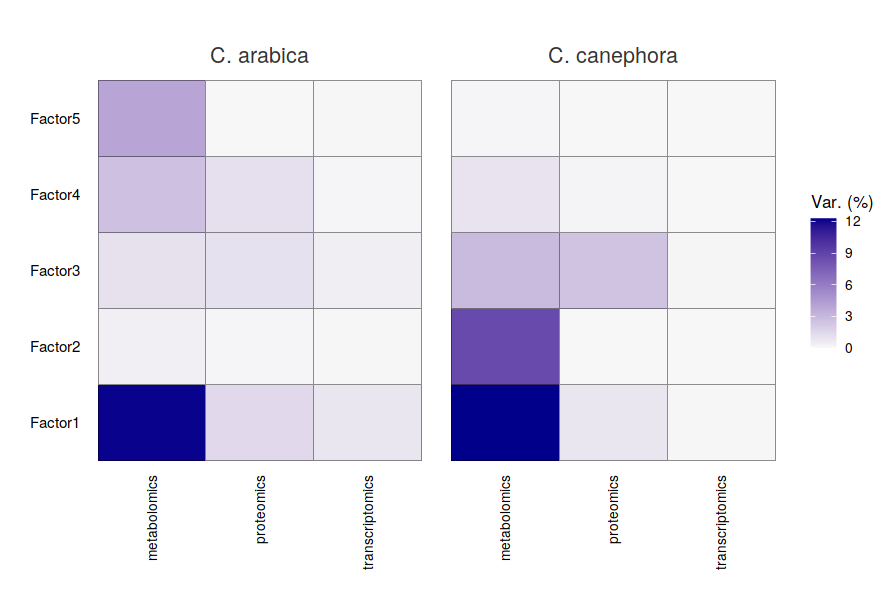 C. arabica
C. canephora
Factor5
Factor4
Factor3
Factor2
Factor1
metabolomics
proteomics
transcriptomics
metabolomics
proteomics
transcriptomics
Var. (%)
12
9
6
3
0